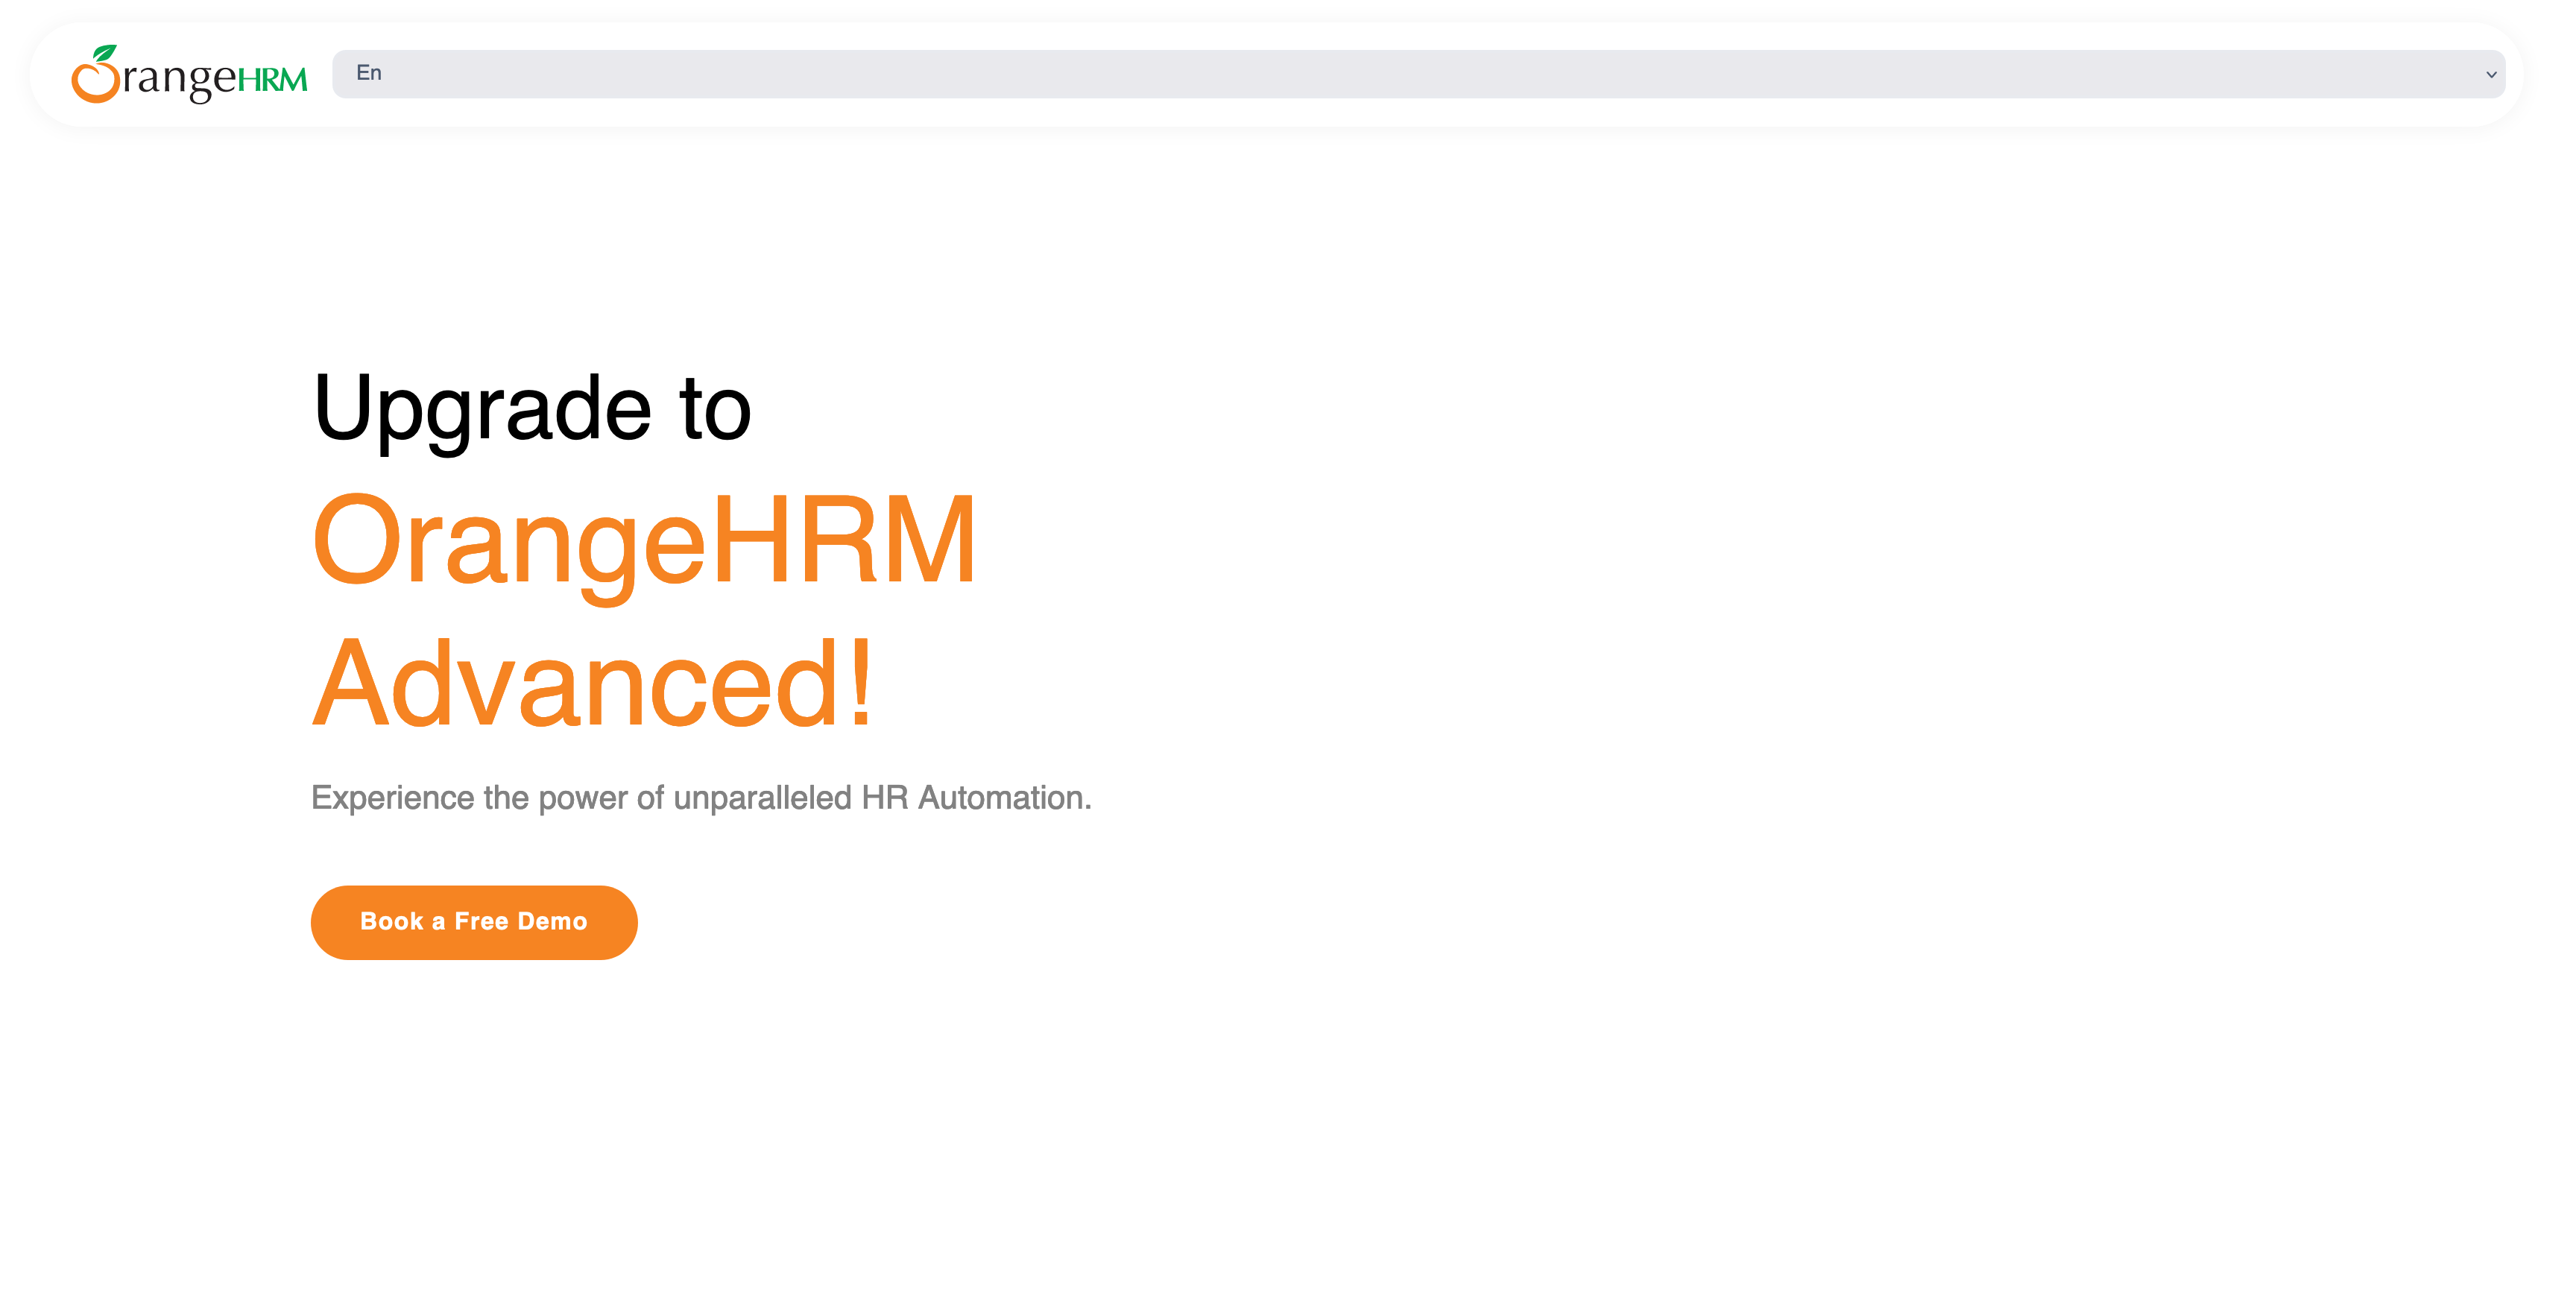 OrangeHRM
En
Upgrade to
OrangeHRM
Advanced!
Experience the power of unparalleled HR Automation.
Book a Free Demo